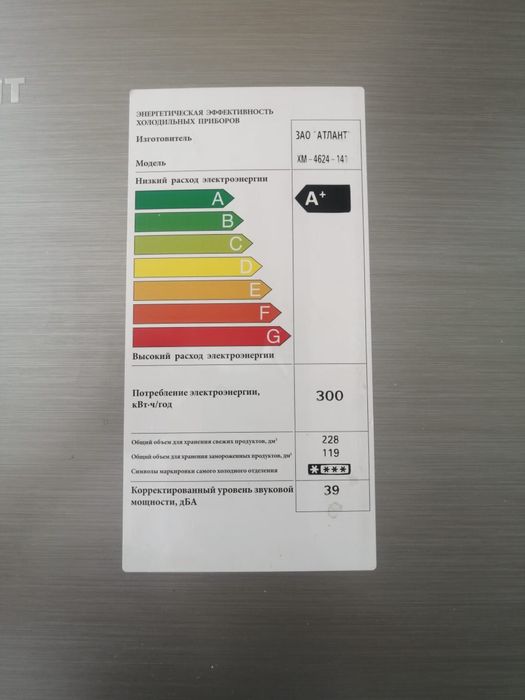 NT
ЭНЕРГЕТИЧЕСКАЯ ЭФФЕКТИВНОСТЬ
ХОЛОДИЛЬНЫХ ПРИБОРОВ
Изготовитель
ЗАО "АТЛАНТ"
Модель
ХМ-4624-141
Низкий расход электроэнергии
A
A+
B
C
D
E
F
G
Высокий расход электроэнергии
Потребление электроэнергии,
кВт·ч/год
300
Общий объем для хранения свежих продуктов, дм³
228
Общий объем для хранения замороженных продуктов, дм³
119
Символы маркировки самого холодного отделения
****
Корректированный уровень звуковой
мощности, дБА
39